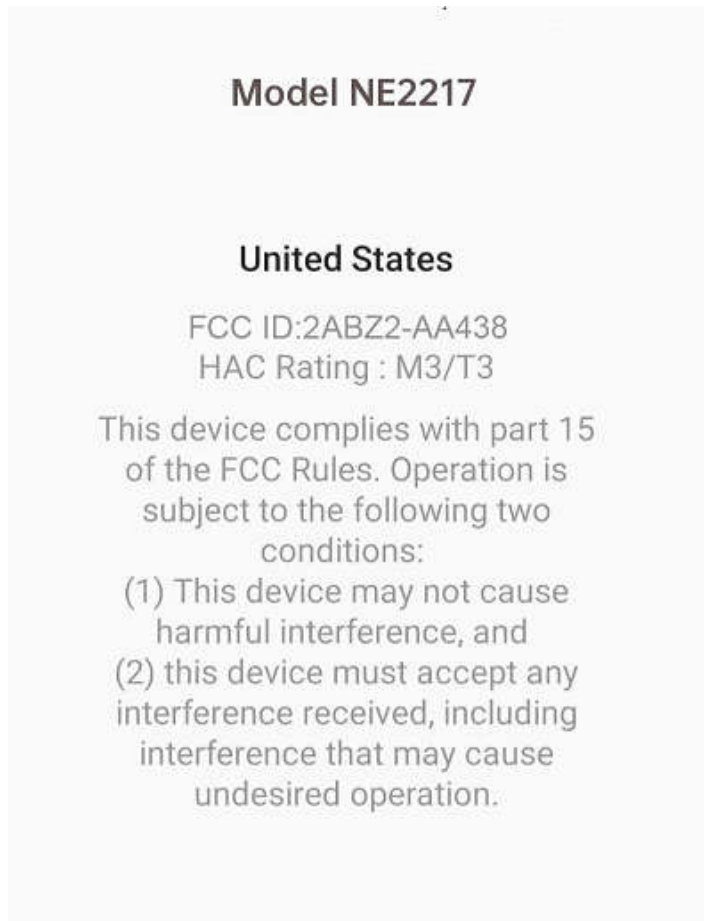 Model NE2217
United States
FCC ID:2ABZ2-AA438
HAC Rating : M3/T3
This device complies with part 15
of the FCC Rules. Operation is
subject to the following two
conditions:
(1) This device may not cause
harmful interference, and
(2) this device must accept any
interference received, including
interference that may cause
undesired operation.